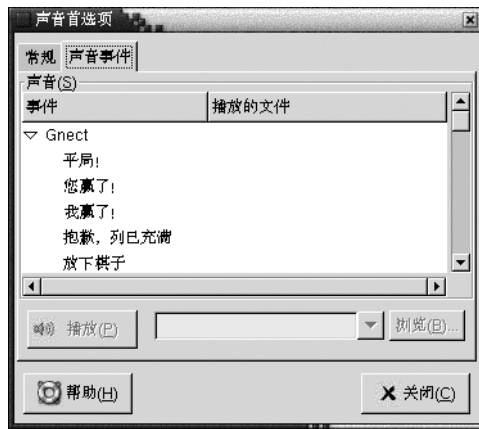 声音首选项
常规 声音事件
声音(S)
事件 播放的文件
Gnect
平局!
您赢了!
我赢了!
抱歉，列已充满
放下棋子
播放(P) 浏览(B)...
帮助(H) 关闭(C)